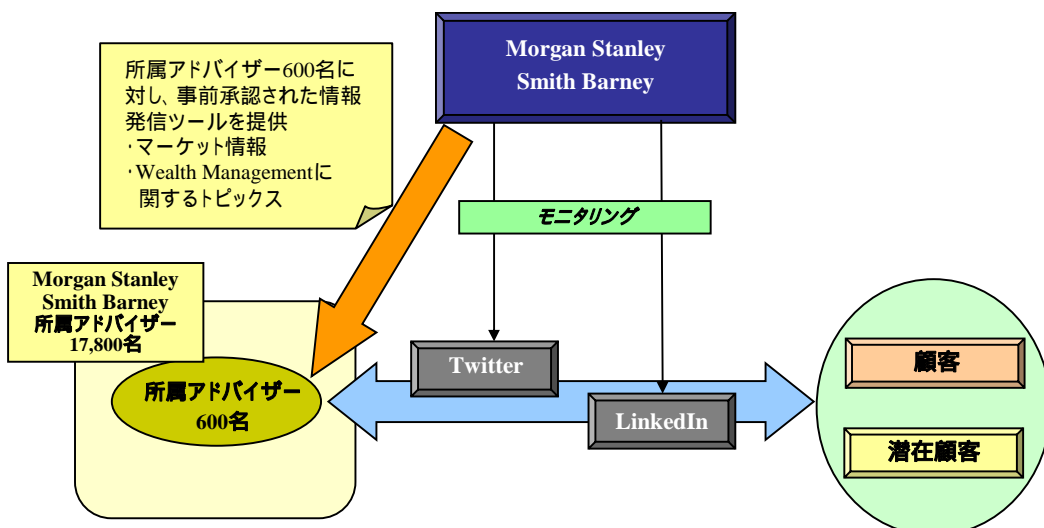 Morgan Stanley
Smith Barney
所属アドバイザー600名に
対し、事前承認された情報
発信ツールを提供
・マーケット情報
・Wealth Managementに
関するトピックス
モニタリング
Morgan Stanley
Smith Barney
所属アドバイザー
17,800名
所属アドバイザー
600名
Twitter
LinkedIn
顧客
潜在顧客